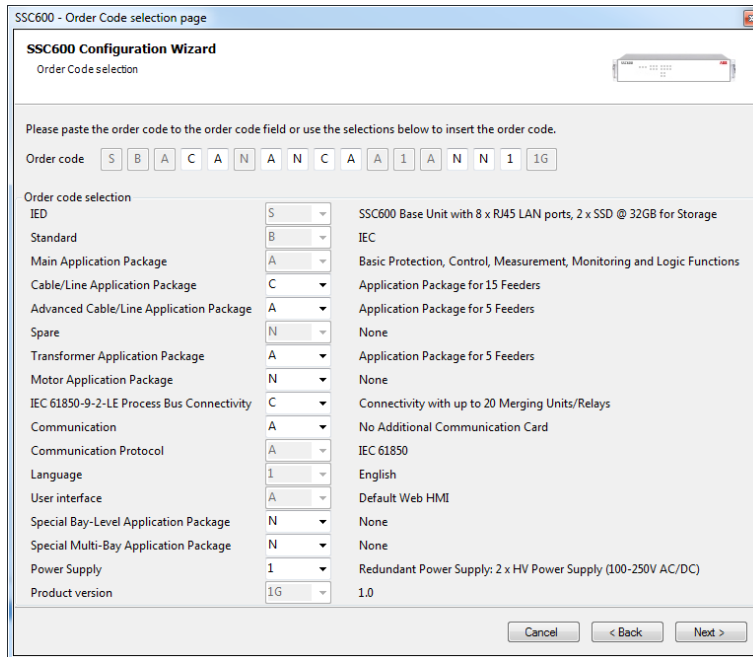 SSC600 - Order Code selection page
SSC600 Configuration Wizard
Order Code selection
Please paste the order code to the order code field or use the selections below to insert the order code.
Order code S B A C A N A N C A A 1 A N N 1 1G
Order code selection
IED S SSC600 Base Unit with 8 x RJ45 LAN ports, 2 x SSD @ 32GB for Storage
Standard B IEC
Main Application Package A Basic Protection, Control, Measurement, Monitoring and Logic Functions
Cable/Line Application Package C Application Package for 15 Feeders
Advanced Cable/Line Application Package A Application Package for 5 Feeders
Spare N None
Transformer Application Package A Application Package for 5 Feeders
Motor Application Package N None
IEC 61850-9-2-LE Process Bus Connectivity C Connectivity with up to 20 Merging Units/Relays
Communication A No Additional Communication Card
Communication Protocol A IEC 61850
Language 1 English
User interface A Default Web HMI
Special Bay-Level Application Package N None
Special Multi-Bay Application Package N None
Power Supply 1 Redundant Power Supply: 2 x HV Power Supply (100-250V AC/DC)
Product version 1G 1.0
Cancel < Back Next >